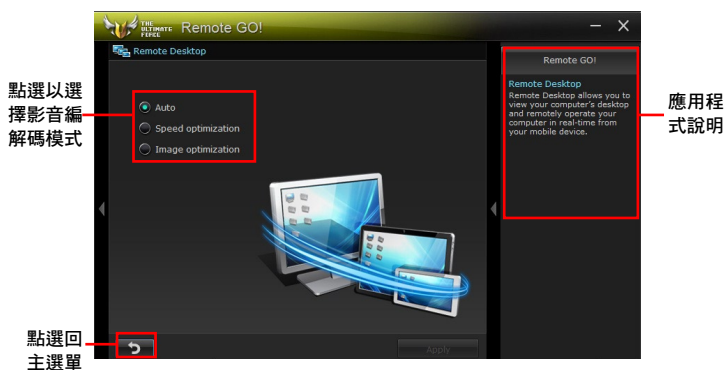 THE
ULTIMATE
FORCE
Remote GO!
Remote Desktop
Remote GO!
點選以選
擇影音編
解碼模式
Auto
Speed optimization
Image optimization
Remote Desktop
Remote Desktop allows you to
view your computer's desktop
and remotely operate your
computer in real-time from
your mobile device.
應用程
式說明
點選回
主選單
Apply